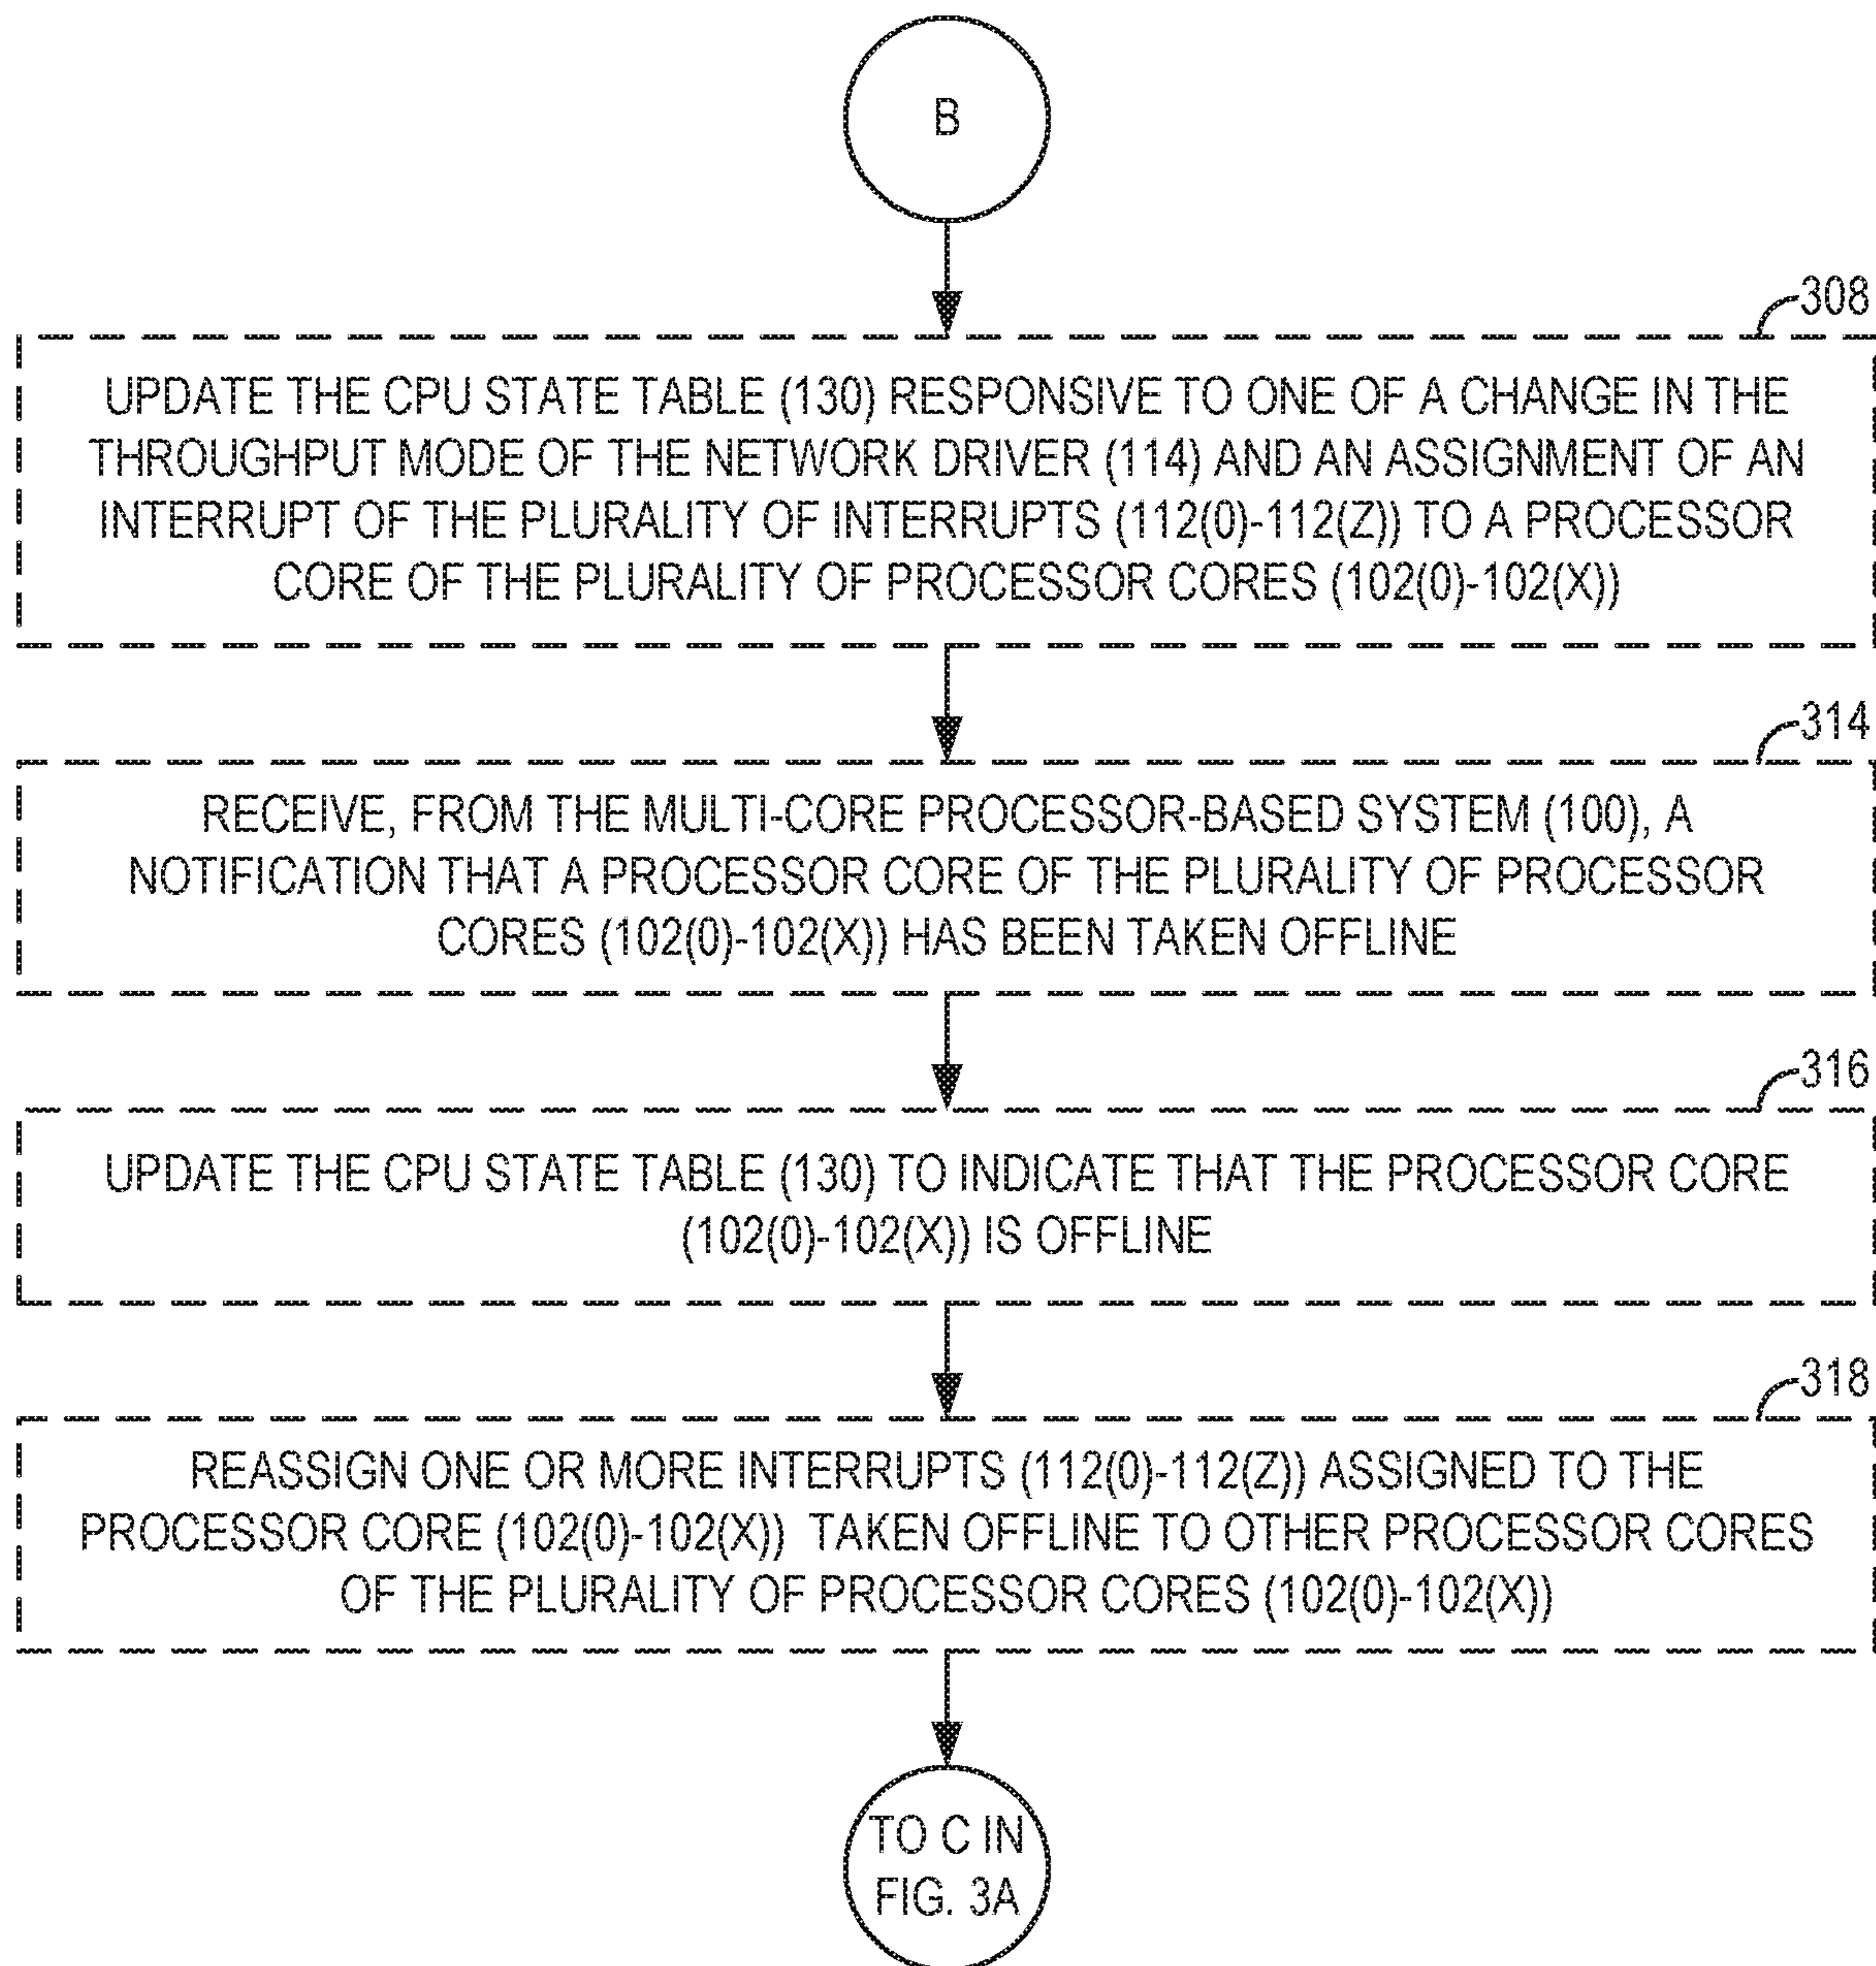 B
308
UPDATE THE CPU STATE TABLE (130) RESPONSIVE TO ONE OF A CHANGE IN THE
THROUGHPUT MODE OF THE NETWORK DRIVER (114) AND AN ASSIGNMENT OF AN
INTERRUPT OF THE PLURALITY OF INTERRUPTS (112(0)-112(Z)) TO A PROCESSOR
CORE OF THE PLURALITY OF PROCESSOR CORES (102(0)-102(X))
314
RECEIVE, FROM THE MULTI-CORE PROCESSOR-BASED SYSTEM (100), A
NOTIFICATION THAT A PROCESSOR CORE OF THE PLURALITY OF PROCESSOR
CORES (102(0)-102(X)) HAS BEEN TAKEN OFFLINE
316
UPDATE THE CPU STATE TABLE (130) TO INDICATE THAT THE PROCESSOR CORE
(102(0)-102(X)) IS OFFLINE
318
REASSIGN ONE OR MORE INTERRUPTS (112(0)-112(Z)) ASSIGNED TO THE
PROCESSOR CORE (102(0)-102(X)) TAKEN OFFLINE TO OTHER PROCESSOR CORES
OF THE PLURALITY OF PROCESSOR CORES (102(0)-102(X))
TO C IN
FIG. 3A